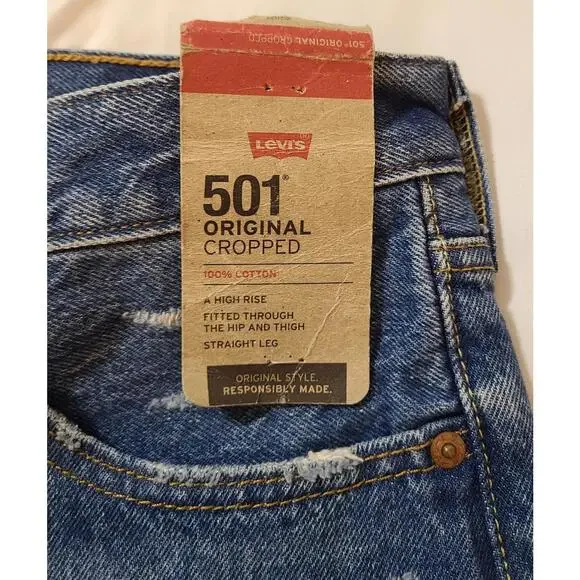 501® ORIGINAL CROPPED
Levi's
501®
ORIGINAL
CROPPED
100% COTTON
A HIGH RISE
FITTED THROUGH
THE HIP AND THIGH
STRAIGHT LEG
ORIGINAL STYLE.
RESPONSIBLY MADE.